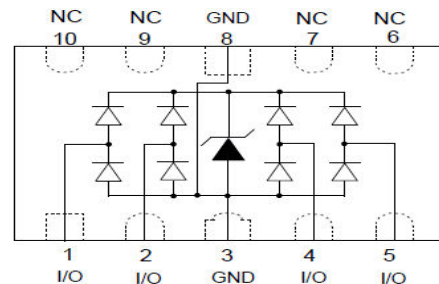 NC NC GND NC NC
10 9 8 7 6
1 2 3 4 5
I/O I/O GND I/O I/O